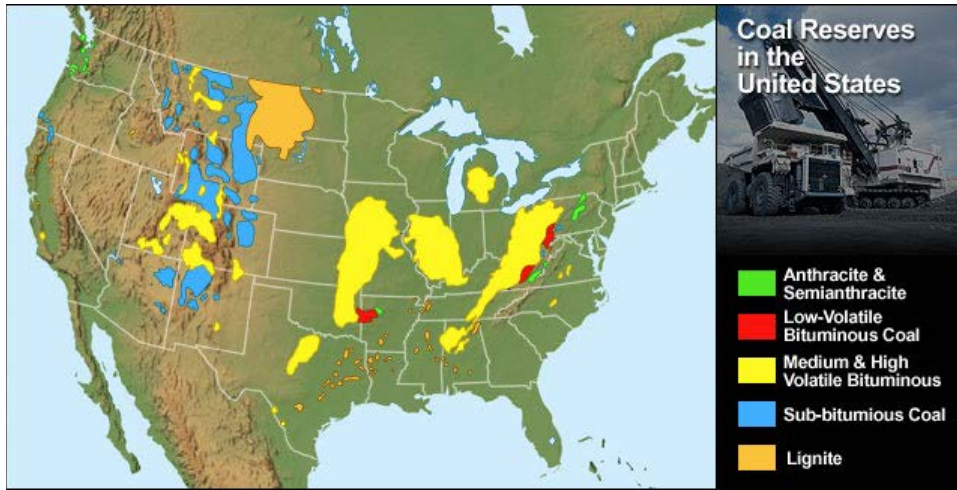 Coal Reserves
in the
United States
Anthracite &
Semianthracite
Low-Volatile
Bituminous Coal
Medium & High
Volatile Bituminous
Sub-bitumious Coal
Lignite